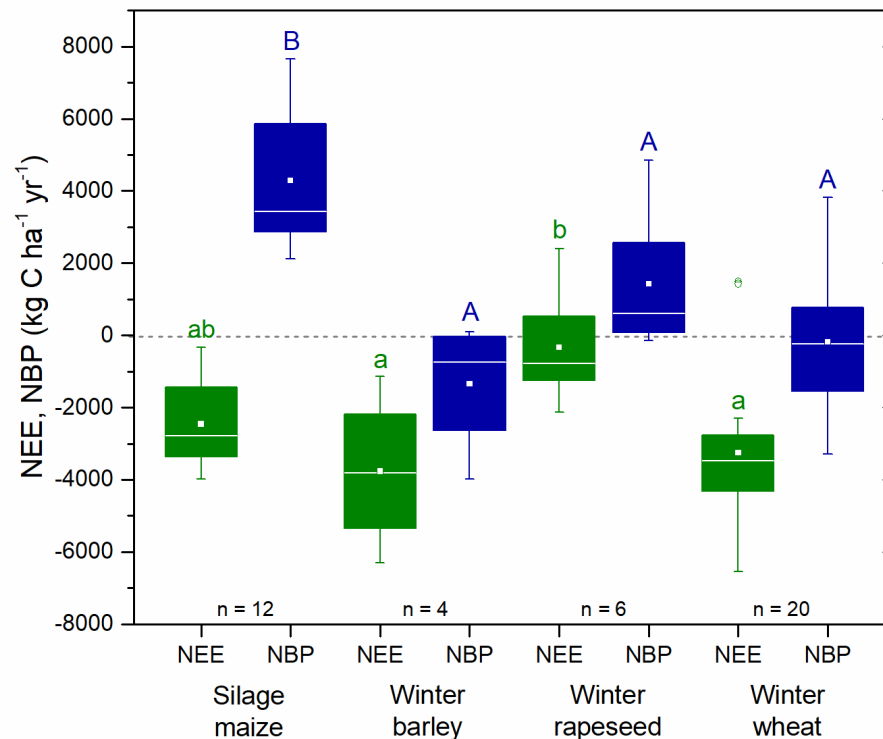 NEE, NBP (kg C ha⁻¹ yr⁻¹)
8000
6000
4000
2000
0
-2000
-4000
-6000
-8000
B
A
A
b
A
ab
a
a
n = 12 n = 4 n = 6 n = 20
NEE NBP NEE NBP NEE NBP NEE NBP
Silage Winter Winter Winter
maize barley rapeseed wheat